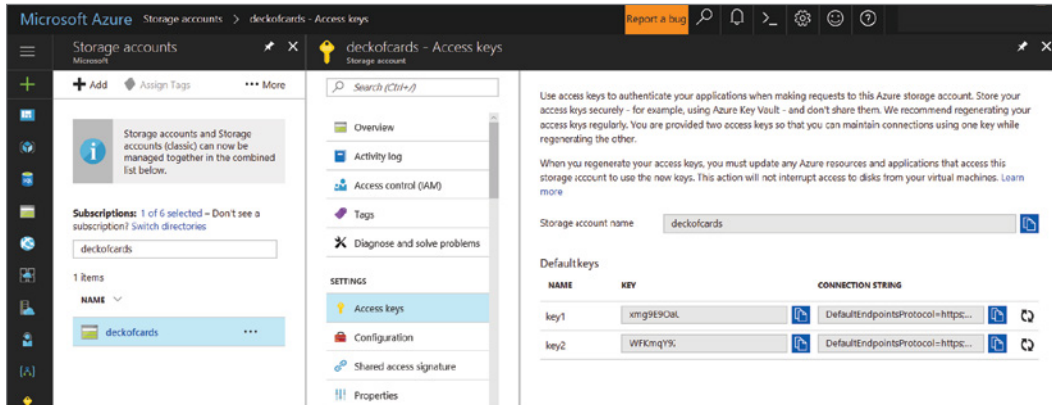 Microsoft Azure Storage accounts > deckofcards - Access keys
Report a bug
Storage accounts
Microsoft
Add Assign Tags ••• More
Storage accounts and Storage
accounts (classic) can now be
managed together in the combined
list below.
Subscriptions: 1 of 6 selected – Don't see a
subscription? Switch directories
deckofcards
1 items
NAME
deckofcards •••
deckofcards - Access keys
Storage account
Search (Ctrl+/)
Overview
Activity log
Access control (IAM)
Tags
Diagnose and solve problems
SETTINGS
Access keys
Configuration
Shared access signature
Properties
Use access keys to authenticate your applications when making requests to this Azure storage account. Store your
access keys securely - for example, using Azure Key Vault - and don't share them. We recommend regenerating your
access keys regularly. You are provided two access keys so that you can maintain connections using one key while
regenerating the other.
When you regenerate your access keys, you must update any Azure resources and applications that access this
storage account to use the new keys. This action will not interrupt access to disks from your virtual machines. Learn
more
Storage account name deckofcards
Default keys
NAME KEY CONNECTION STRING
key1 DefaultEndpointsProtocol=https;...
key2 DefaultEndpointsProtocol=https;...